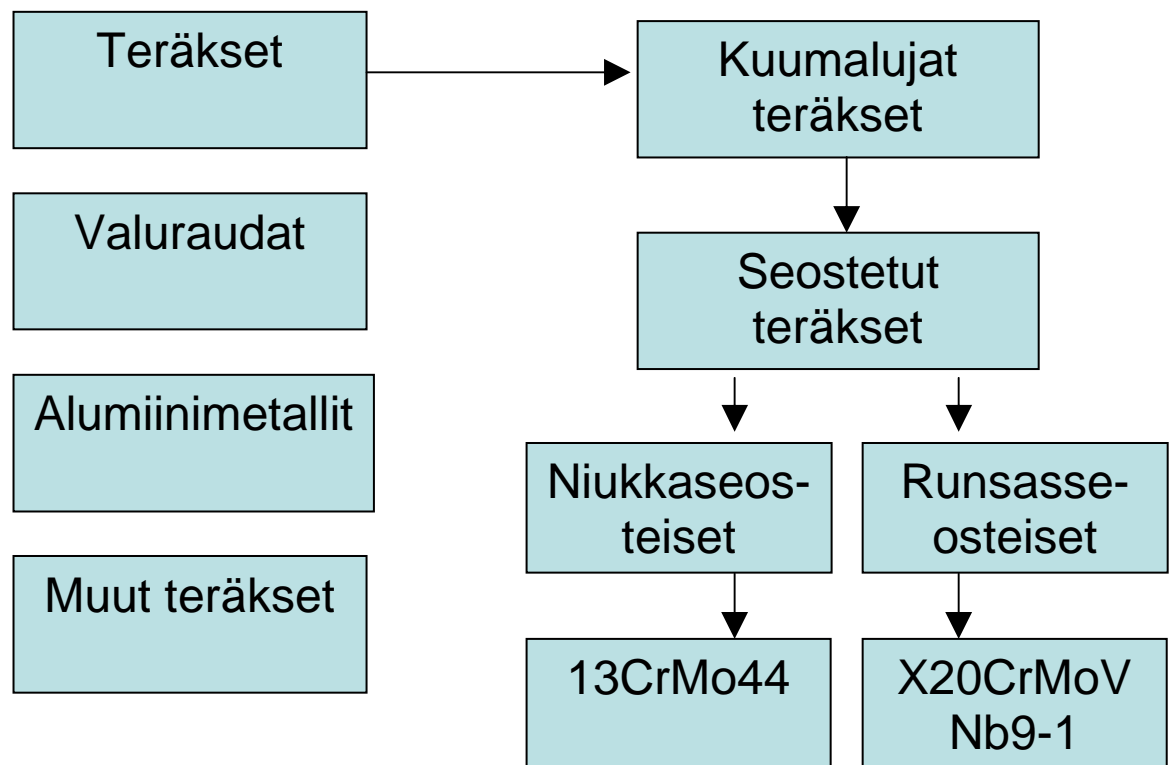 Teräkset
Kuumalujat
teräkset
Valuraudat
Seostetut
teräkset
Alumiinimetallit
Niukkaseos-
teiset
Runsasse-
osteiset
Muut teräkset
13CrMo44
X20CrMoV
Nb9-1